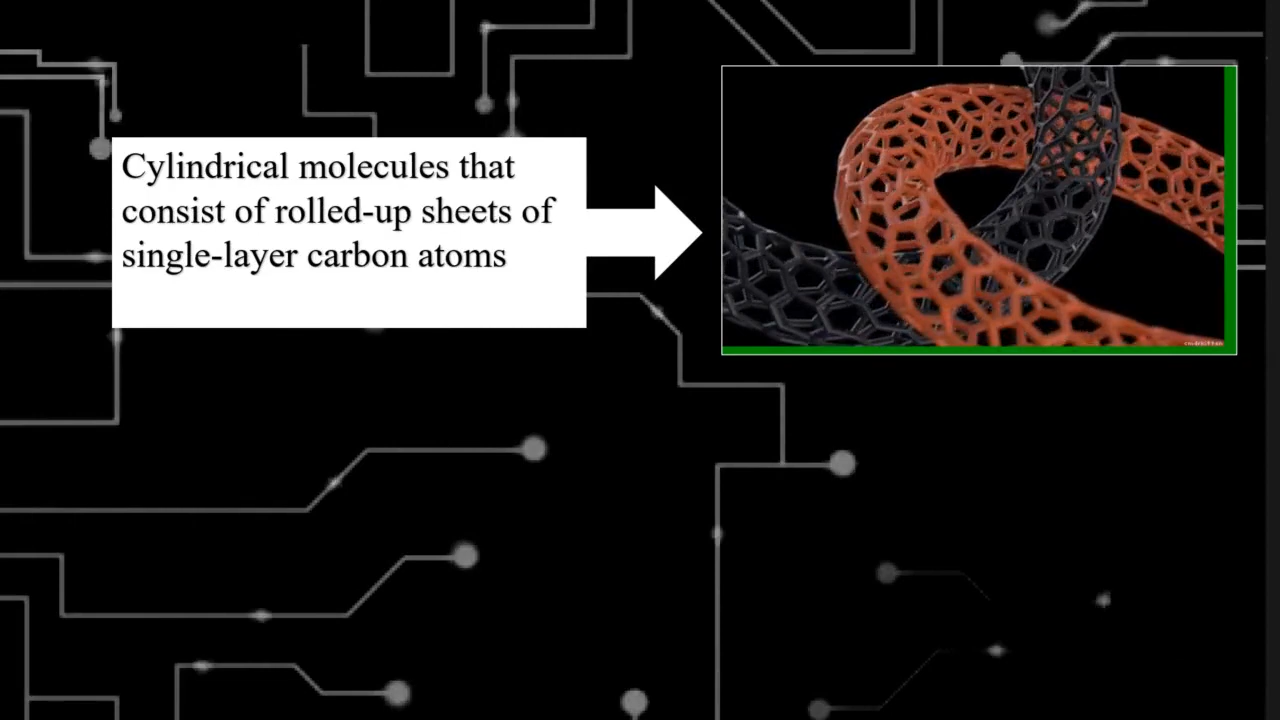 Cylindrical molecules that
consist of rolled-up sheets of
single-layer carbon atoms